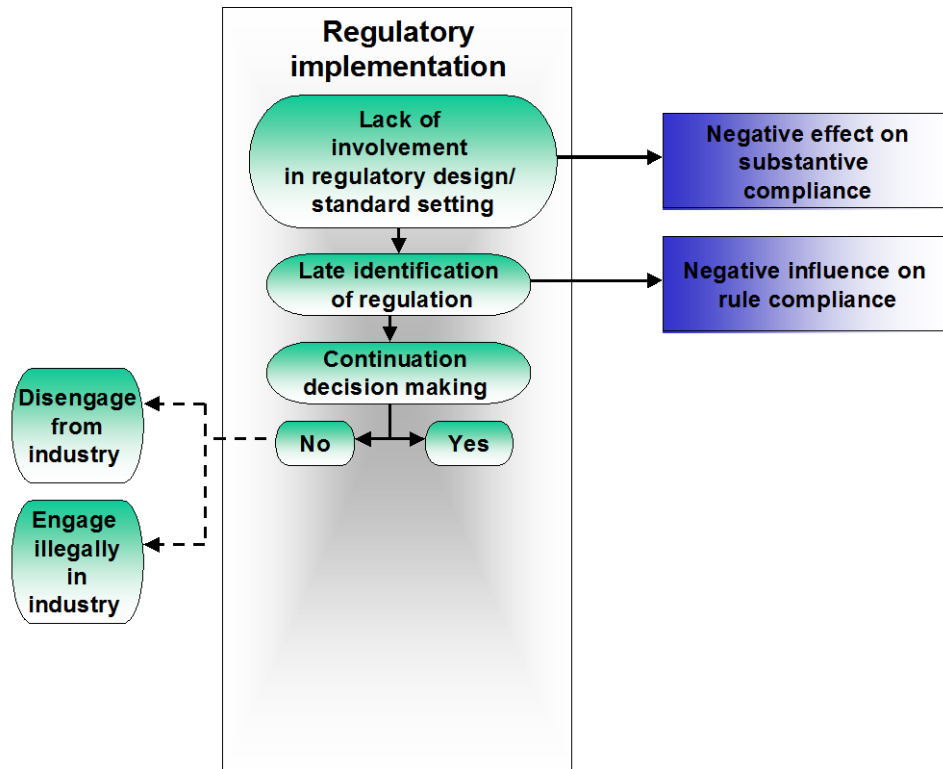 Regulatory
implementation
Lack of
involvement
in regulatory design/
standard setting
Negative effect on
substantive
compliance
Late identification
of regulation
Negative influence on
rule compliance
Continuation
decision making
No
Yes
Disengage
from
industry
Engage
illegally
in
industry